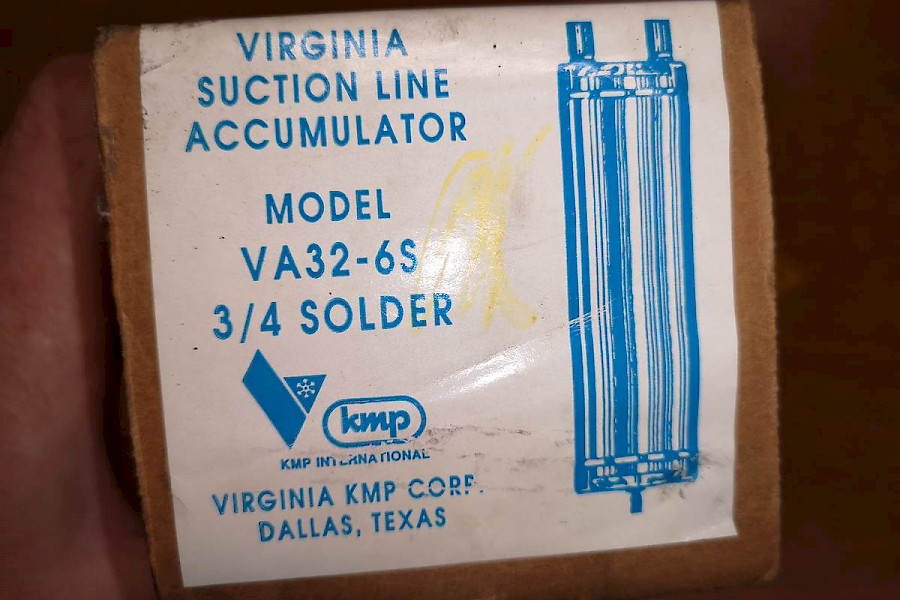 VIRGINIA
SUCTION LINE
ACCUMULATOR
MODEL
VA32-6S
3/4 SOLDER
kmp
KMP INTERNATIONAL
VIRGINIA KMP CORP.
DALLAS, TEXAS